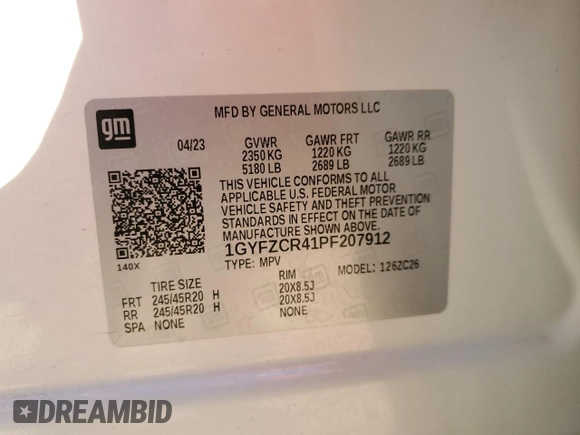 MFD BY GENERAL MOTORS LLC
gm
04/23 GVWR GAWR FRT GAWR RR
2350 KG 1220 KG 1220 KG
5180 LB 2689 LB 2689 LB
THIS VEHICLE CONFORMS TO ALL
APPLICABLE U.S. FEDERAL MOTOR
VEHICLE SAFETY AND THEFT PREVENTION
STANDARDS IN EFFECT ON THE DATE OF
MANUFACTURE SHOWN ABOVE.
1GYFZCR41PF207912
140X
TYPE: MPV MODEL: 126ZC26
TIRE SIZE RIM
FRT 245/45R20 H 20X8.5J
RR 245/45R20 H 20X8.5J
SPA NONE NONE
DREAMBID